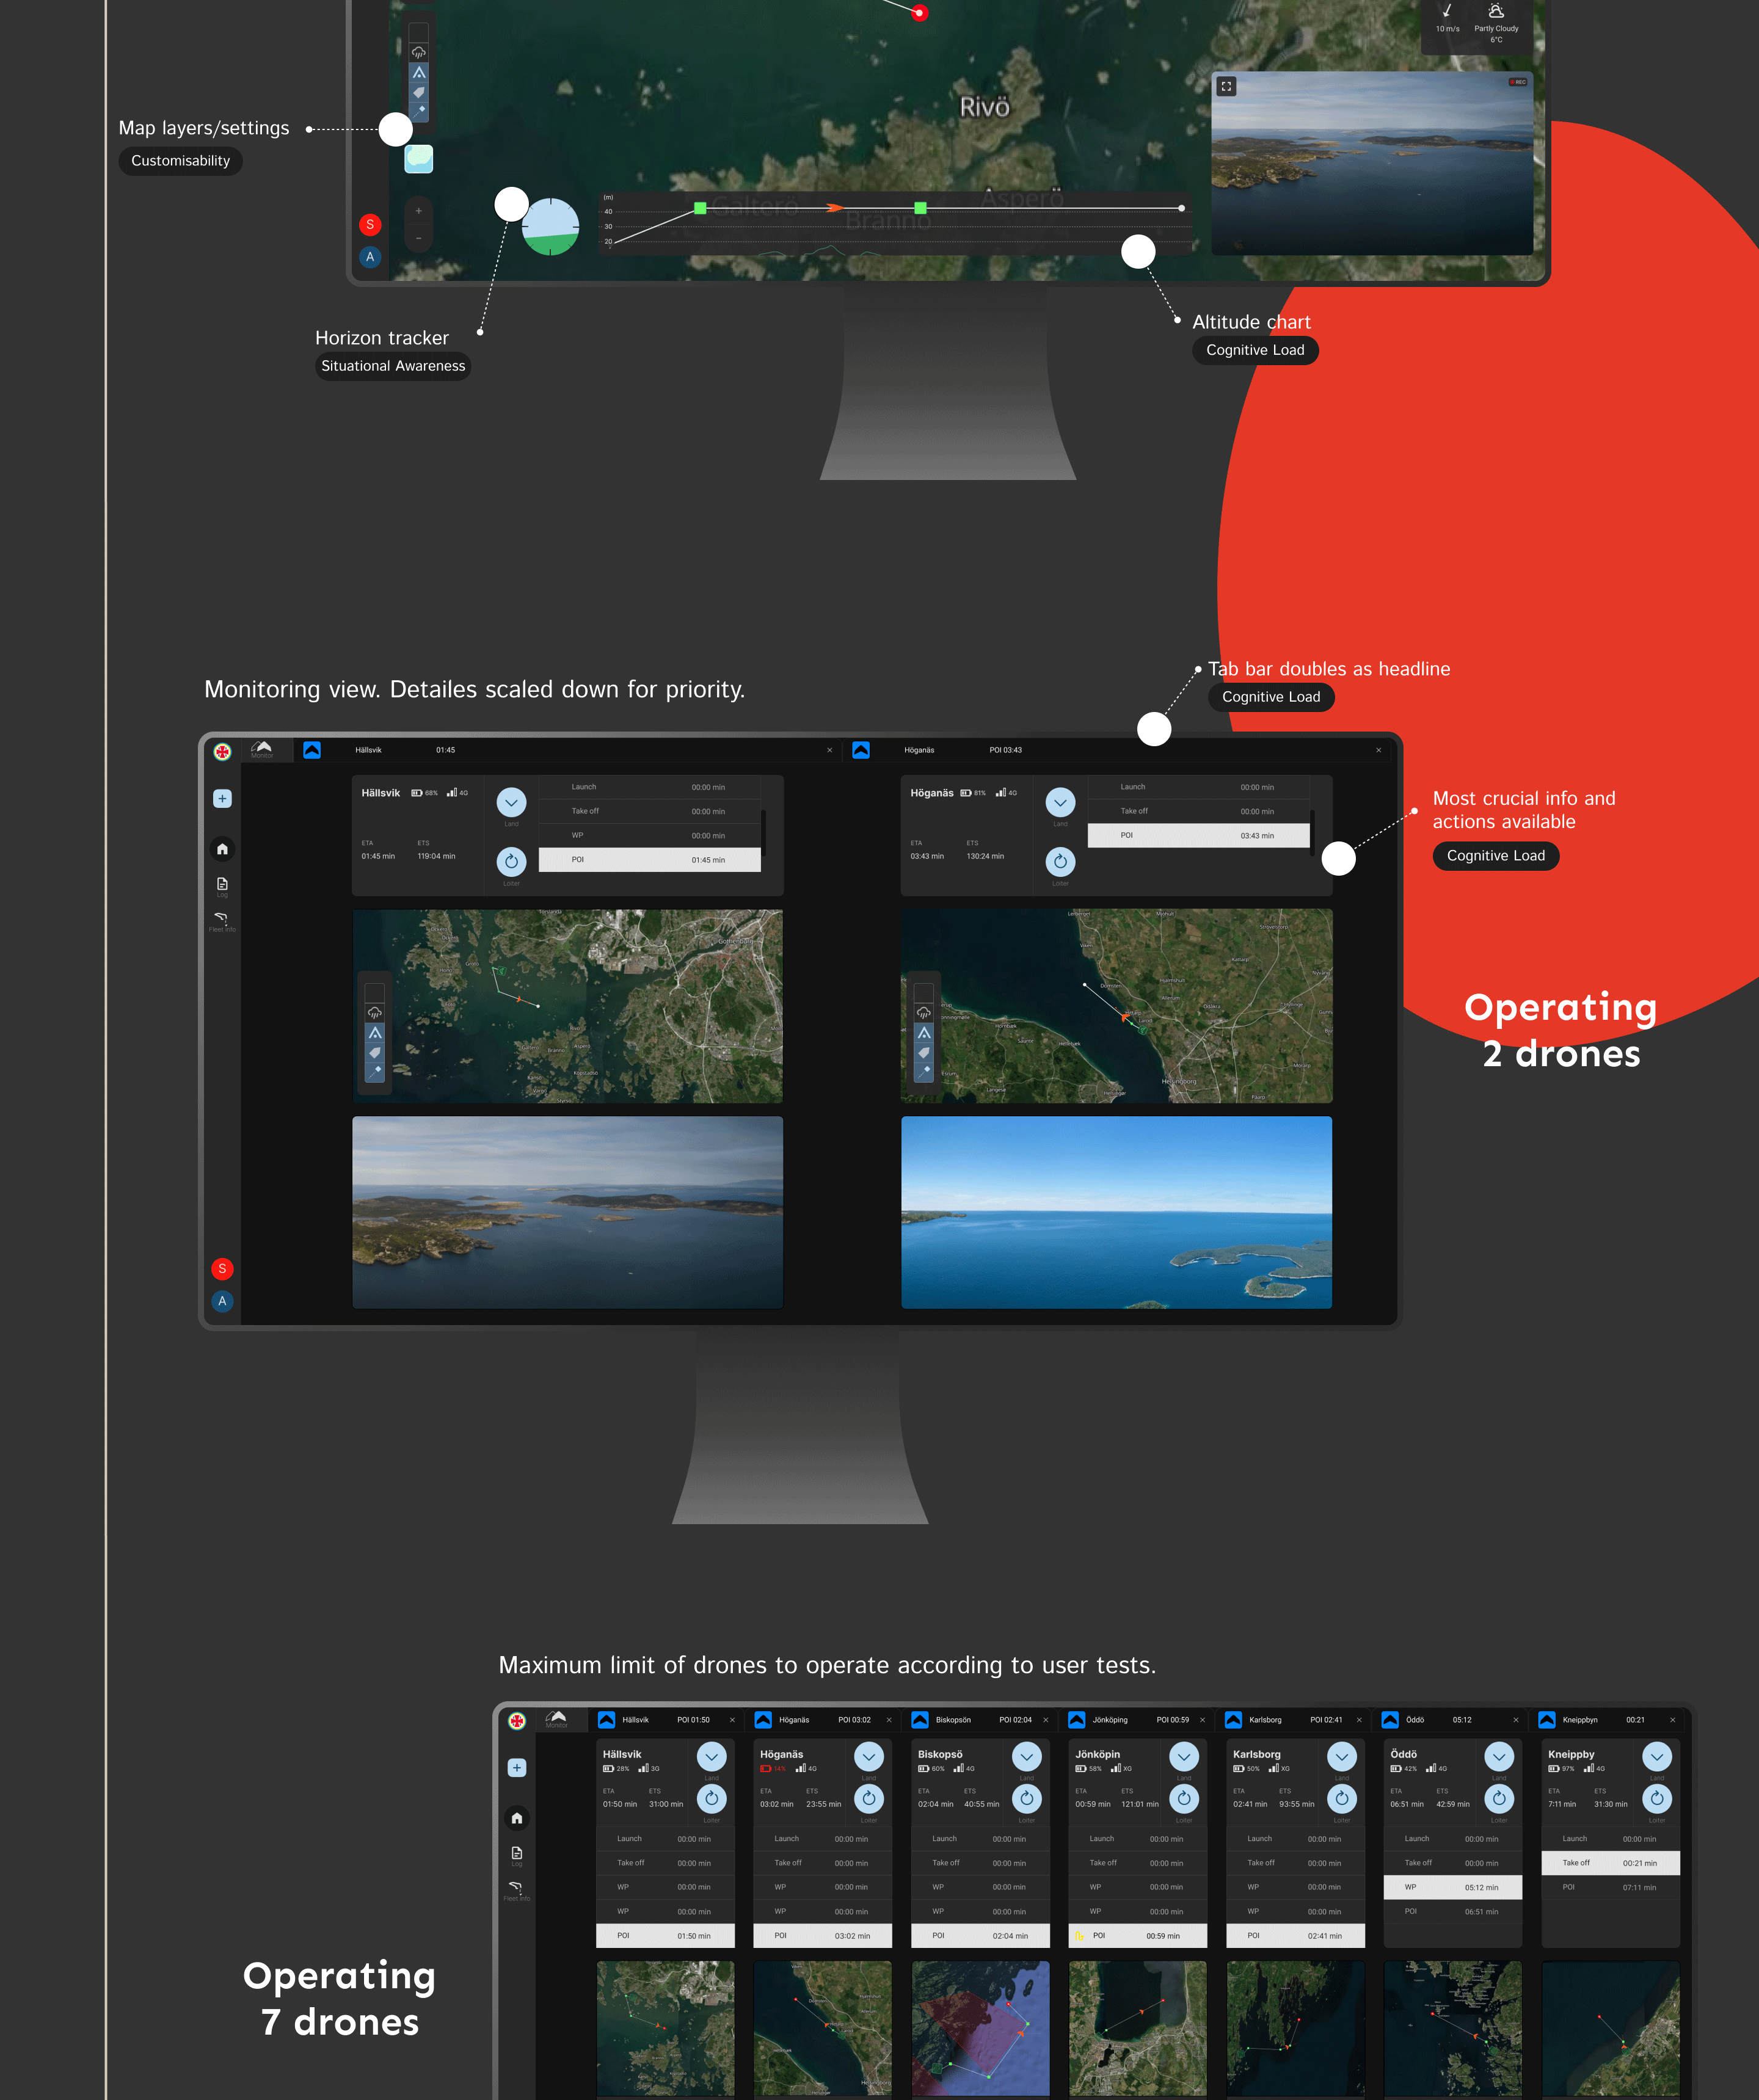 10 m/s
Partly Cloudy
6°C
REC
Rivö
Map layers/settings
Customisability
(m)
40
30
20
Galterö
Brännö
Asperö
+
−
S
A
Horizon tracker
Situational Awareness
Altitude chart
Cognitive Load
Tab bar doubles as headline
Cognitive Load
Monitoring view. Detailes scaled down for priority.
Monitor
Hällsvik 01:45 ×
Höganäs POI 03:43 ×
Hällsvik 68% 4G
ETA ETS
01:45 min 119:04 min
Land
Loiter
Launch 00:00 min
Take off 00:00 min
WP 00:00 min
POI 01:45 min
Höganäs 81% 4G
ETA ETS
03:43 min 130:24 min
Land
Loiter
Launch 00:00 min
Take off 00:00 min
POI 03:43 min
Most crucial info and
actions available
Cognitive Load
Log
Fleet info
Gothenburg
Helsingborg
Operating
2 drones
S
A
Maximum limit of drones to operate according to user tests.
Monitor
Hällsvik POI 01:50 ×
Höganäs POI 03:02 ×
Biskopsön POI 02:04 ×
Jönköping POI 00:59 ×
Karlsborg POI 02:41 ×
Öddö 05:12 ×
Kneippbyn 00:21 ×
Hällsvik
28% 3G
ETA ETS
01:50 min 31:00 min
Land
Loiter
Launch 00:00 min
Take off 00:00 min
WP 00:00 min
WP 00:00 min
POI 01:50 min
Höganäs
14% 4G
ETA ETS
03:02 min 23:55 min
Land
Loiter
Launch 00:00 min
Take off 00:00 min
WP 00:00 min
WP 00:00 min
POI 03:02 min
Biskopsö
60% 4G
ETA ETS
02:04 min 40:55 min
Land
Loiter
Launch 00:00 min
Take off 00:00 min
WP 00:00 min
WP 00:00 min
POI 02:04 min
Jönköpin
58% XG
ETA ETS
00:59 min 121:01 min
Land
Loiter
Launch 00:00 min
Take off 00:00 min
WP 00:00 min
WP 00:00 min
POI 00:59 min
Karlsborg
50% XG
ETA ETS
02:41 min 93:55 min
Land
Loiter
Launch 00:00 min
Take off 00:00 min
WP 00:00 min
WP 00:00 min
POI 02:41 min
Öddö
42% 4G
ETA ETS
06:51 min 42:59 min
Land
Loiter
Launch 00:00 min
Take off 00:00 min
WP 05:12 min
POI 06:51 min
Kneippby
97% 4G
ETA ETS
7:11 min 31:30 min
Land
Loiter
Launch 00:00 min
Take off 00:21 min
POI 07:11 min
Log
Fleet info
Operating
7 drones